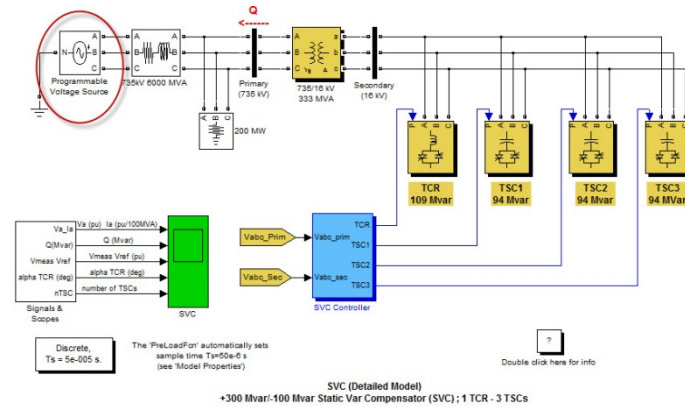 Q
A
B
C
N
A
B
C
A
B
C
A
B
C
A
B
C
a
b
c
a
b
c
Programmable
Voltage Source
735kV 6000 MVA
Primary
(735 kV)
735/16 kV
333 MVA
Secondary
(16 kV)
A B C
200 MW
P A B C
P A B C
P A B C
P A B C
TCR
109 Mvar
TSC1
94 Mvar
TSC2
94 Mvar
TSC3
94 MVar
Va_Ia
Q(Mvar)
Vmeas Vref
alpha TCR (deg)
nTSC
Va (pu) Ia (pu/100MVA)
Q (Mvar)
Vmeas Vref (pu)
alpha TCR (deg)
number of TSCs
Signals &
Scopes
SVC
Vabc_Prim
Vabc_Sec
Vabc_prim
Vabc_sec
TCR
TSC1
TSC2
TSC3
SVC Controller
Discrete,
Ts = 5e-005 s.
The 'PreLoadFcn' automatically sets
sample time Ts=50e-6 s
(see 'Model Properties')
?
Double click here for info
SVC (Detailed Model)
+300 Mvar/-100 Mvar Static Var Compensator (SVC) ; 1 TCR - 3 TSCs